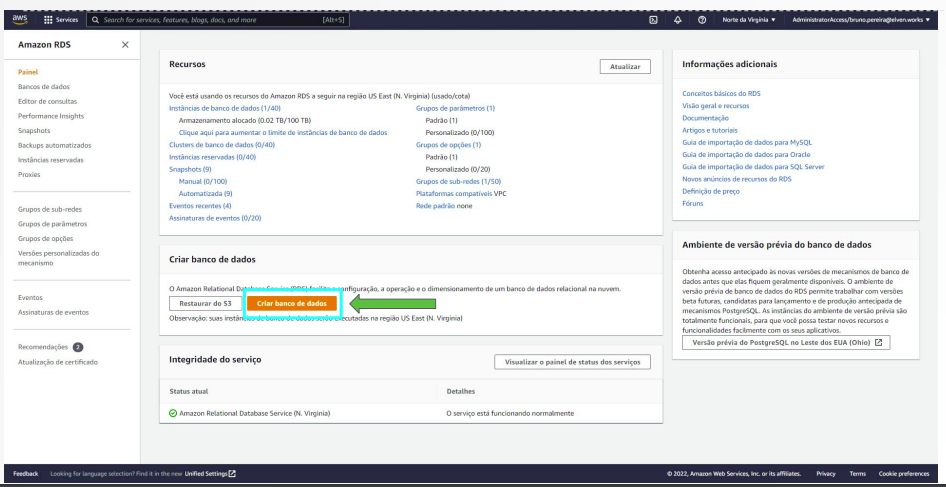 aws Services Search for services, features, blogs, docs, and more [Alt+S] Norte da Virgínia AdministratorAccess/bruno.pereira@elven.works
Amazon RDS
Painel
Bancos de dados
Editor de consultas
Performance Insights
Snapshots
Backups automatizados
Instâncias reservadas
Proxies
Grupos de sub-redes
Grupos de parâmetros
Grupos de opções
Versões personalizadas do
mecanismo
Eventos
Assinaturas de eventos
Recomendações 2
Atualização de certificado
Recursos
Atualizar
Você está usando os recursos do Amazon RDS a seguir na região US East (N. Virginia) (usado/cota)
Instâncias de banco de dados (1/40)
Armazenamento alocado (0.02 TB/100 TB)
Clique aqui para aumentar o limite de instâncias de banco de dados
Clusters de banco de dados (0/40)
Instâncias reservadas (0/40)
Snapshots (9)
Manual (0/100)
Automatizada (9)
Eventos recentes (4)
Assinaturas de eventos (0/20)
Grupos de parâmetros (1)
Padrão (1)
Personalizado (0/100)
Grupos de opções (1)
Padrão (1)
Personalizado (0/20)
Grupos de sub-redes (1/50)
Plataformas compatíveis VPC
Rede padrão none
Criar banco de dados
O Amazon Relational Database Service (RDS) facilita a configuração, a operação e o dimensionamento de um banco de dados relacional na nuvem.
Restaurar do S3
Criar banco de dados
Observação: suas instâncias de banco de dados serão executadas na região US East (N. Virginia)
Integridade do serviço
Visualizar o painel de status dos serviços
Status atual Detalhes
Amazon Relational Database Service (N. Virginia) O serviço está funcionando normalmente
Informações adicionais
Conceitos básicos do RDS
Visão geral e recursos
Documentação
Artigos e tutoriais
Guia de importação de dados para MySQL
Guia de importação de dados para Oracle
Guia de importação de dados para SQL Server
Novos anúncios de recursos do RDS
Definição de preço
Fóruns
Ambiente de versão prévia do banco de dados
Obtenha acesso antecipado às novas versões de mecanismos de banco de
dados antes que elas fiquem geralmente disponíveis. O ambiente de
versão prévia de banco de dados do RDS permite trabalhar com versões
beta futuras, candidatas para lançamento e de produção antecipada de
mecanismos PostgreSQL. As instâncias do ambiente de versão prévia são
totalmente funcionais, para que você possa testar novos recursos e
funcionalidades facilmente com os seus aplicativos.
Versão prévia do PostgreSQL no Leste dos EUA (Ohio)
Feedback Looking for language selection? Find it in the new Unified Settings © 2022, Amazon Web Services, Inc. or its affiliates. Privacy Terms Cookie preferences